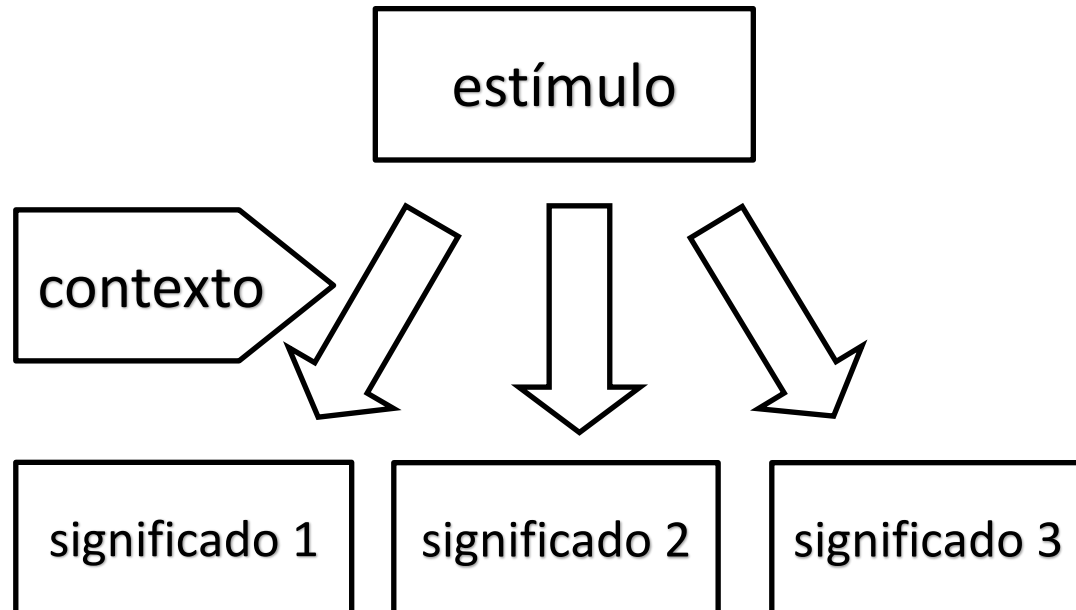 estímulo
contexto
significado 1
significado 2
significado 3